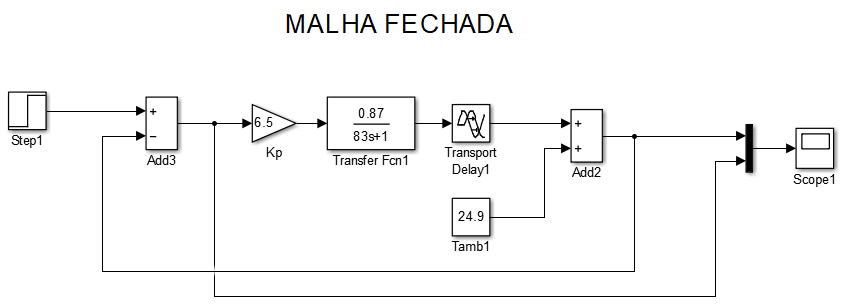 MALHA FECHADA
Step1
+
−
Add3
6.5
Kp
0.87
83s+1
Transfer Fcn1
Transport
Delay1
+
+
Add2
24.9
Tamb1
Scope1